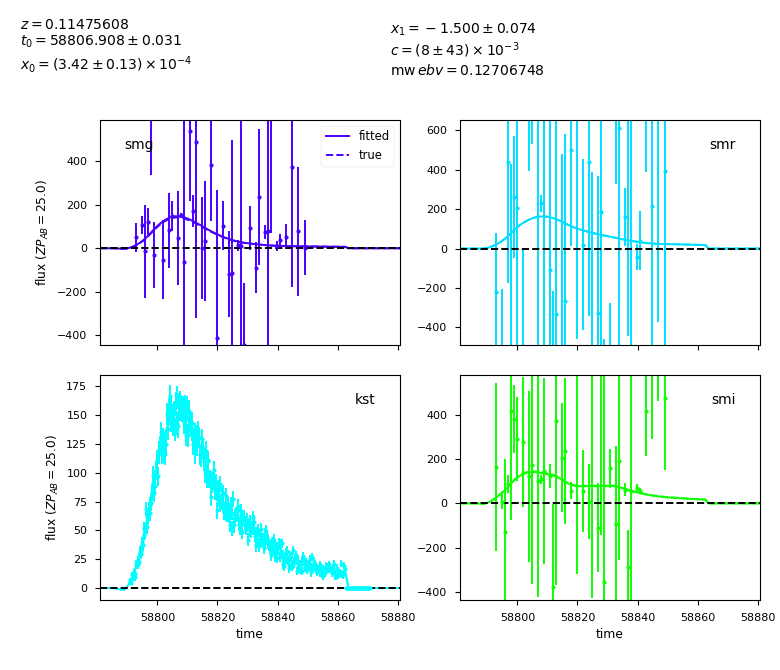 z = 0.11475608
t0 = 58806.908 ± 0.031
x0 = (3.42 ± 0.13) × 10^−4
x1 = −1.500 ± 0.074
c = (8 ± 43) × 10^−3
mw ebv = 0.12706748
smg
fitted
true
400
200
0
−200
−400
flux (ZP_AB = 25.0)
smr
600
400
200
0
−200
−400
kst
175
150
125
100
75
50
25
0
flux (ZP_AB = 25.0)
58800 58820 58840 58860 58880
time
smi
400
200
0
−200
−400
58800 58820 58840 58860 58880
time